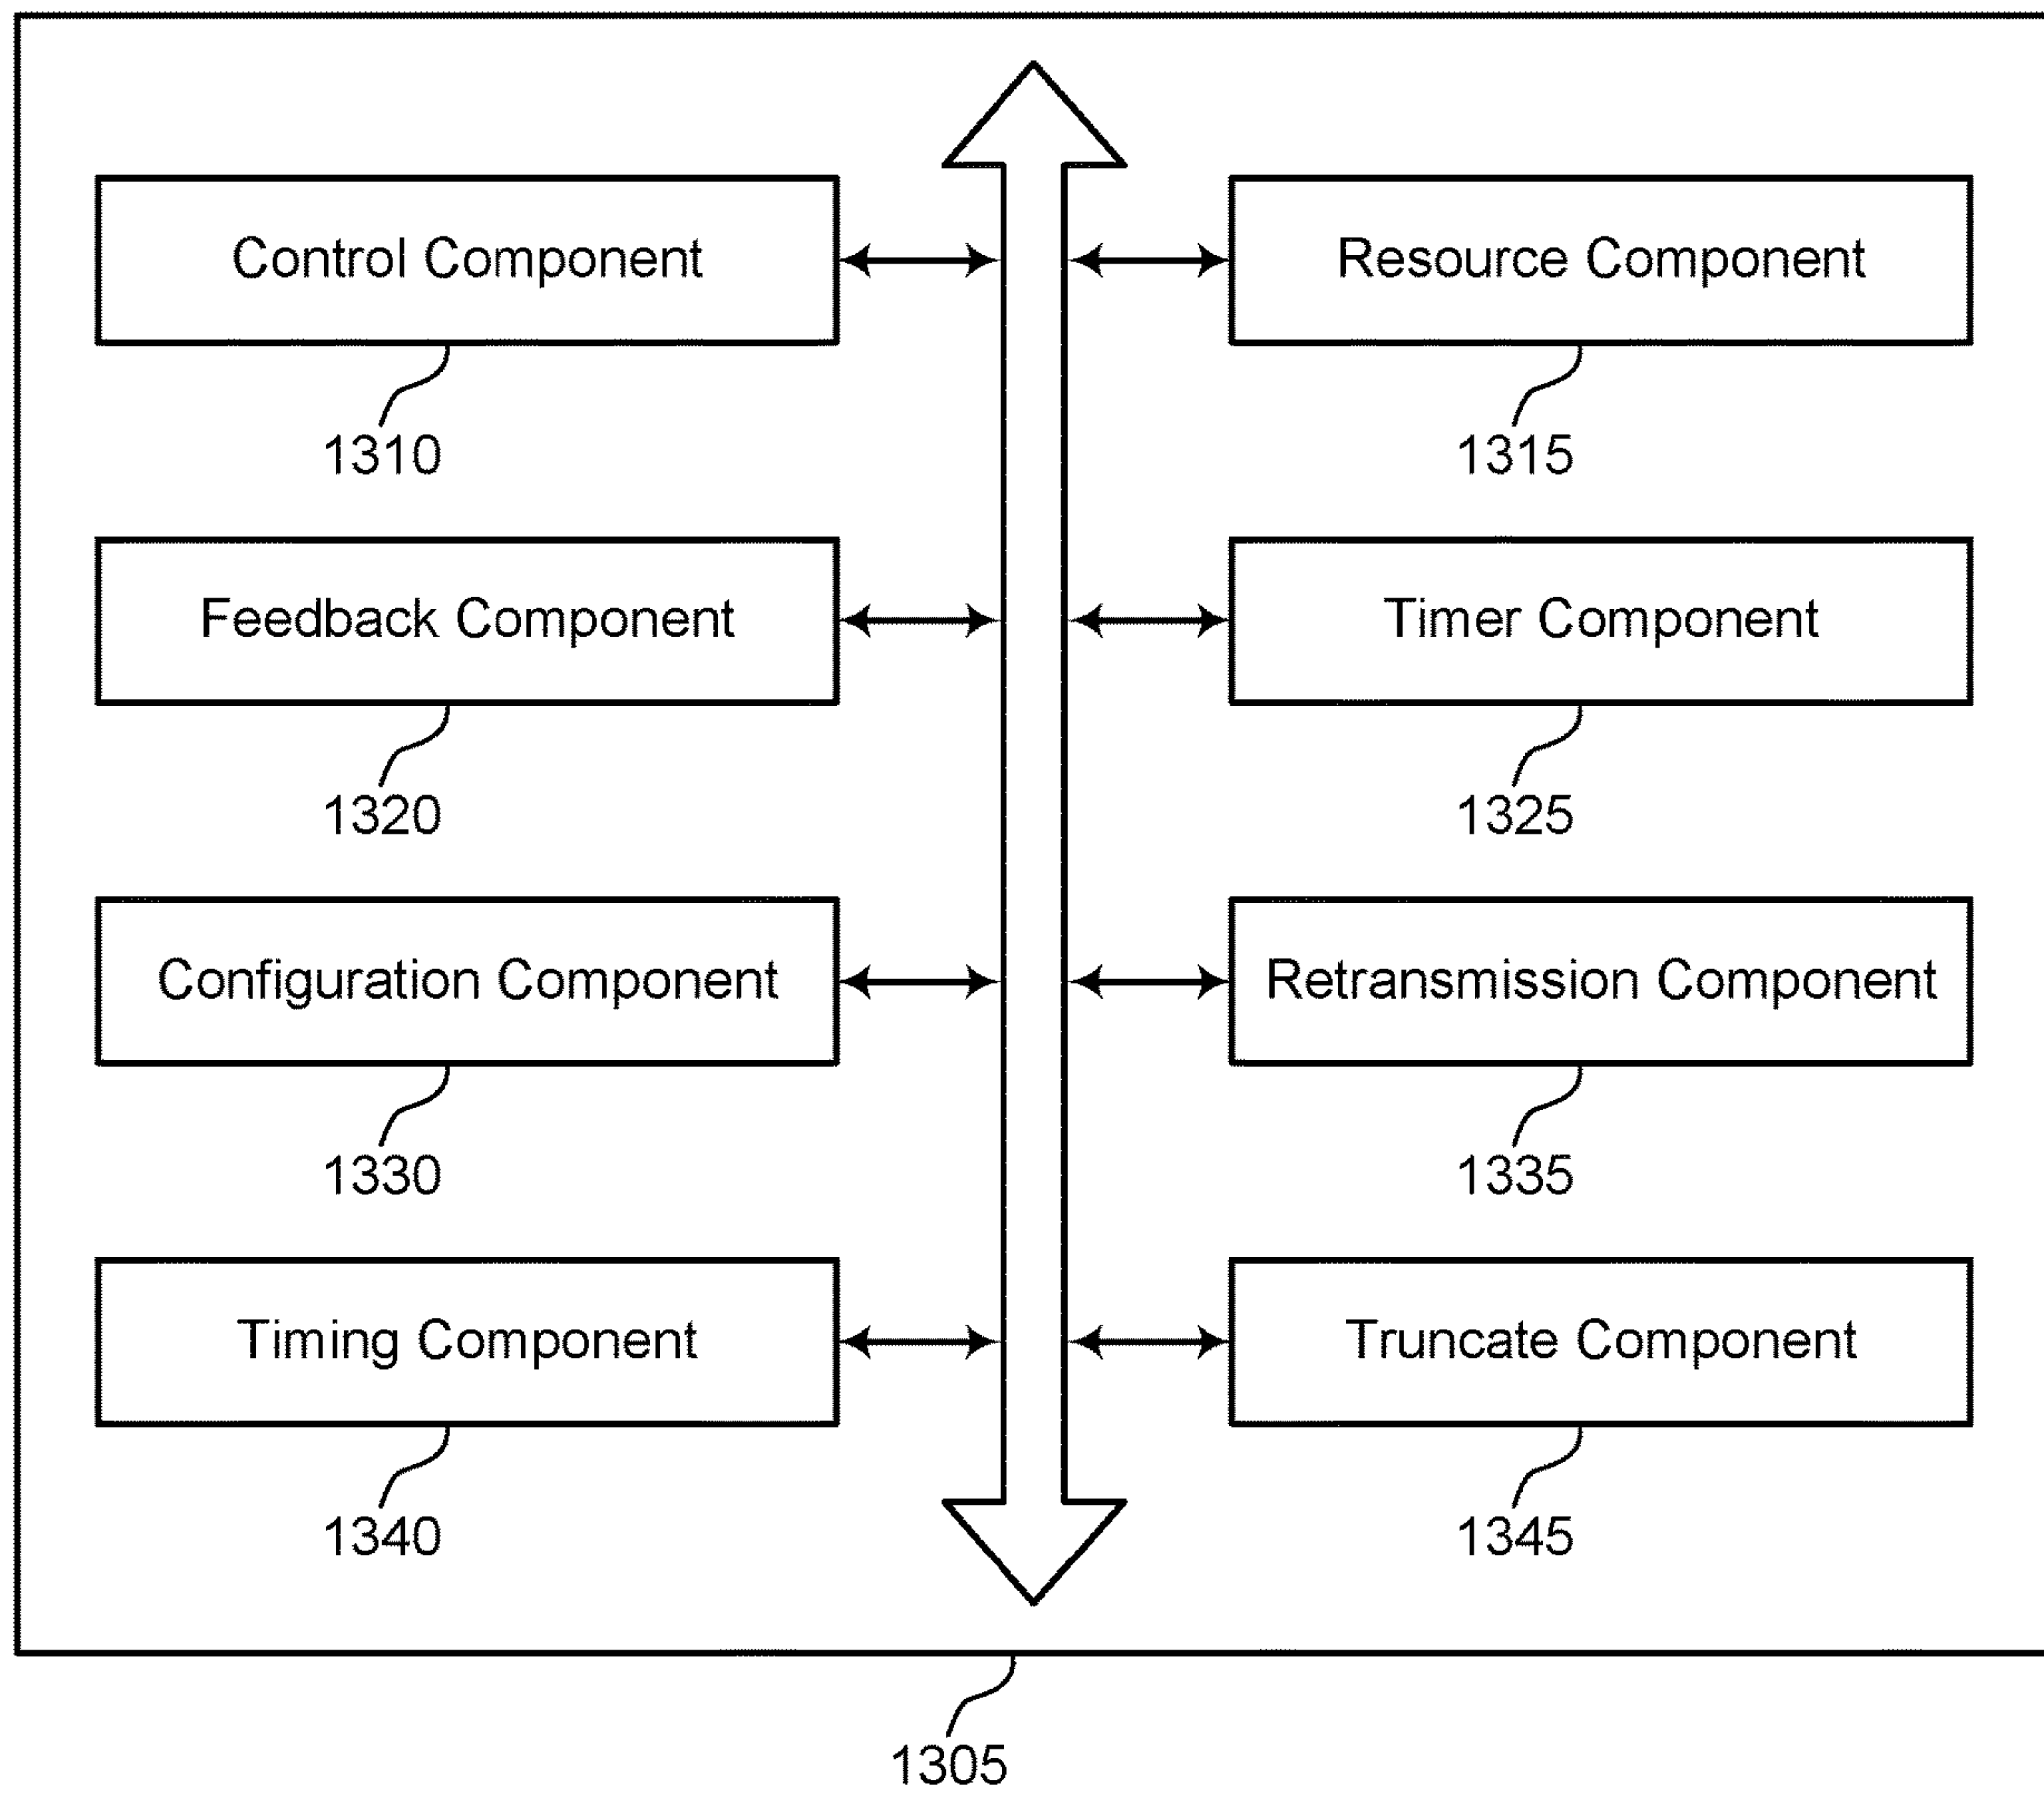 Control Component
Resource Component
1310
1315
Feedback Component
Timer Component
1320
1325
Configuration Component
Retransmission Component
1330
1335
Timing Component
Truncate Component
1340
1345
1305